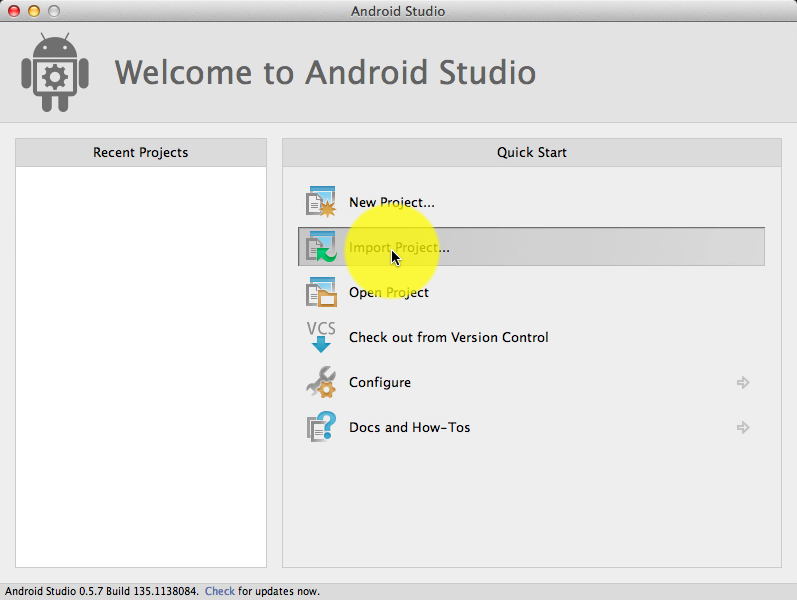 Android Studio
Welcome to Android Studio
Recent Projects
Quick Start
New Project...
Import Project...
Open Project
VCS
Check out from Version Control
Configure
Docs and How-Tos
Android Studio 0.5.7 Build 135.1138084. Check for updates now.